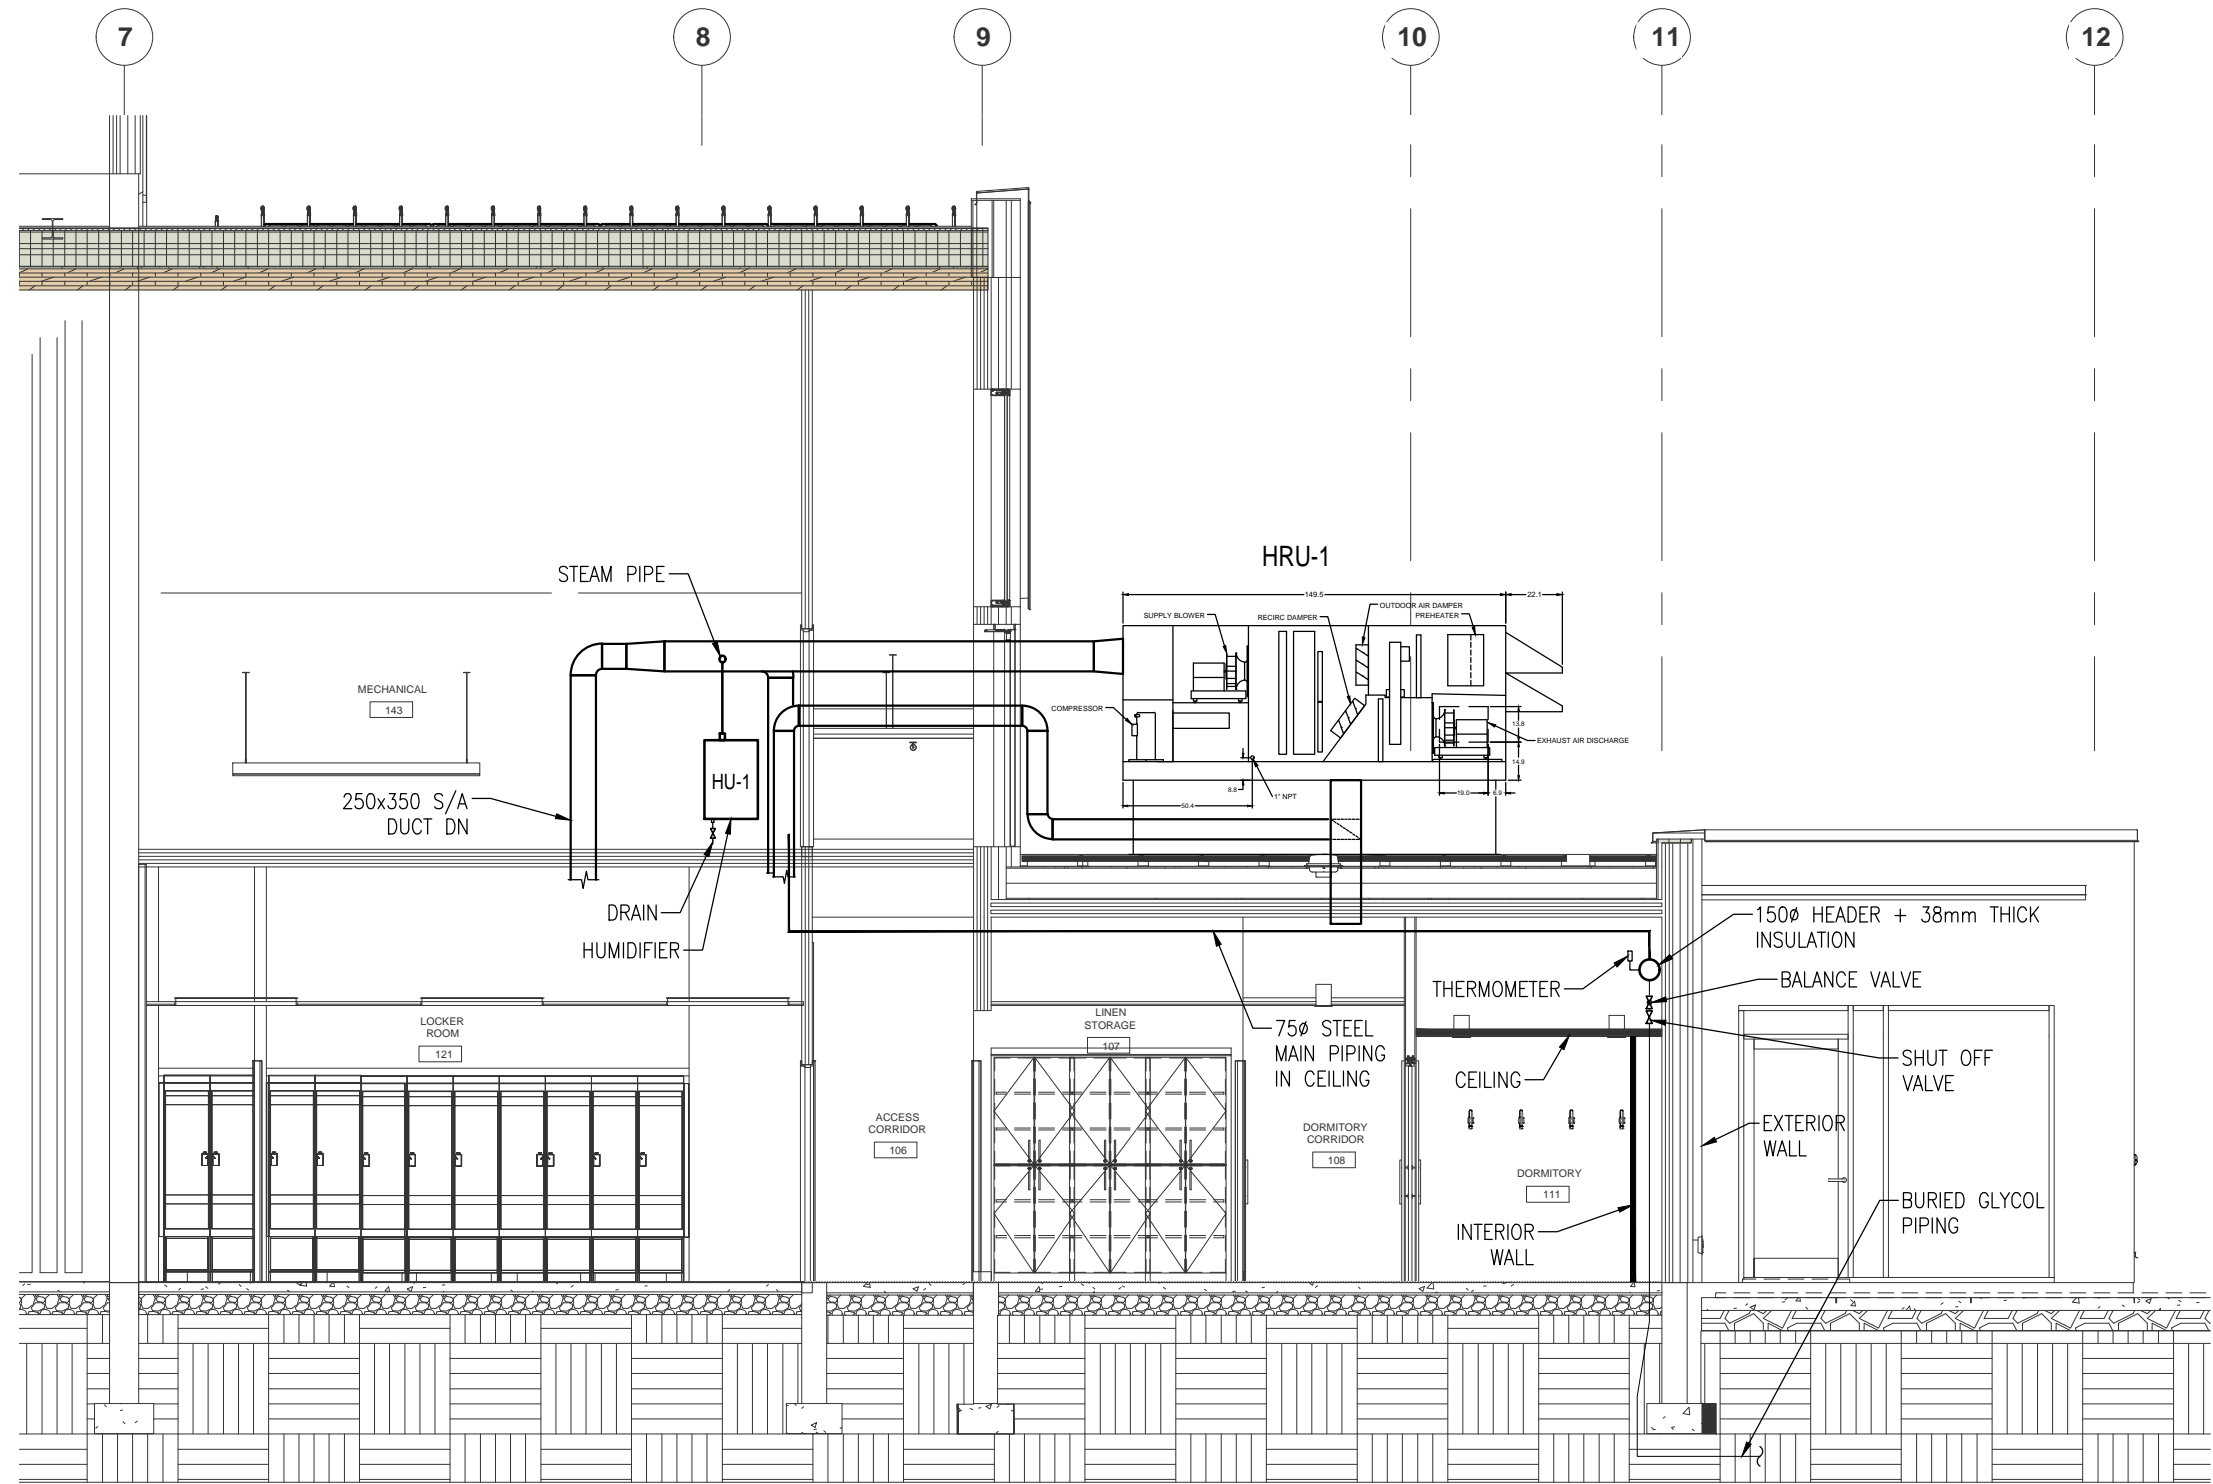 7
8
9
10
11
12
HRU-1
149.5
22.1
OUTDOOR AIR DAMPER
PREHEATER
SUPPLY BLOWER
RECIRC DAMPER
STEAM PIPE
MECHANICAL
143
COMPRESSOR
13.8
EXHAUST AIR DISCHARGE
14.9
HU-1
8.8
1" NPT
19.0
6.9
50.4
250x350 S/A
DUCT DN
DRAIN
HUMIDIFIER
150ø HEADER + 38mm THICK
INSULATION
THERMOMETER
BALANCE VALVE
LOCKER
ROOM
121
LINEN
STORAGE
107
75ø STEEL
MAIN PIPING
IN CEILING
CEILING
SHUT OFF
VALVE
ACCESS
CORRIDOR
106
DORMITORY
CORRIDOR
108
EXTERIOR
WALL
DORMITORY
111
INTERIOR
WALL
BURIED GLYCOL
PIPING